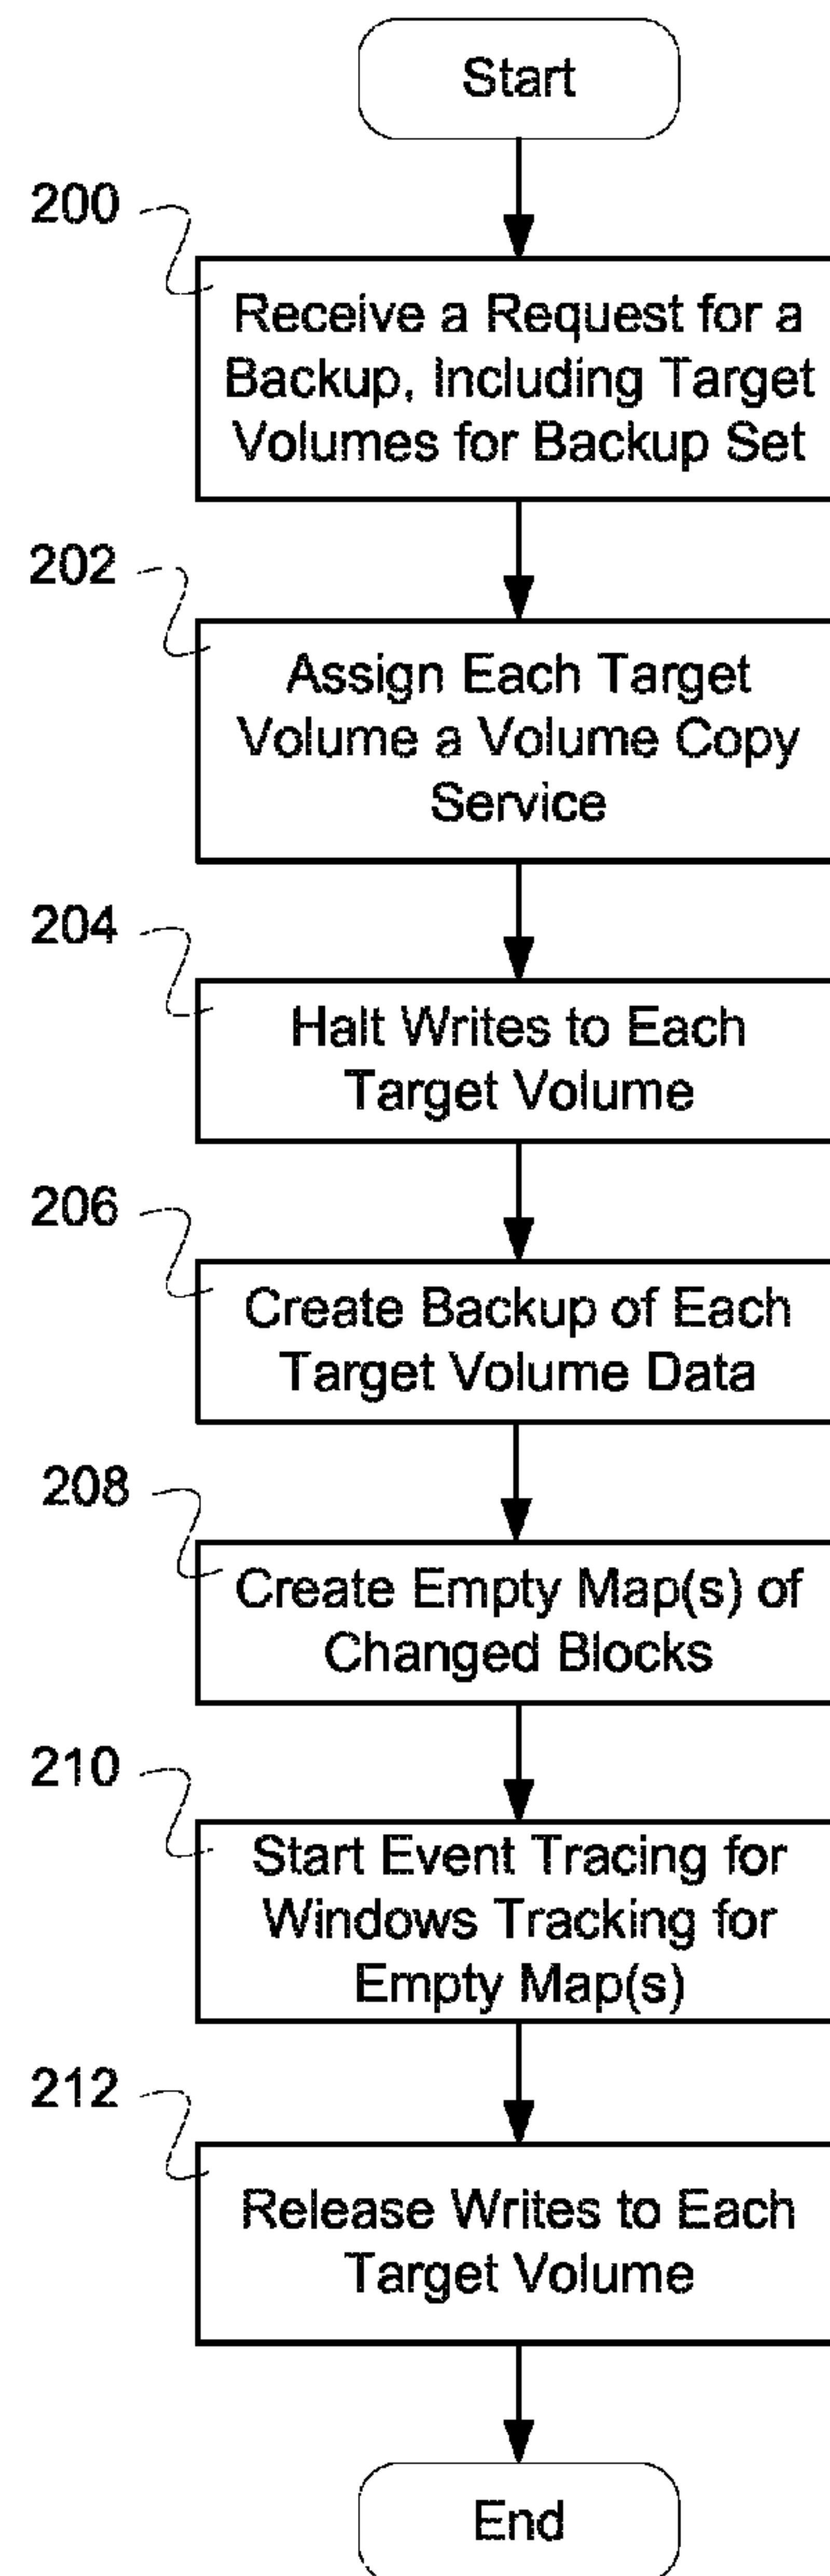 Start
200
Receive a Request for a
Backup, Including Target
Volumes for Backup Set
202
Assign Each Target
Volume a Volume Copy
Service
204
Halt Writes to Each
Target Volume
206
Create Backup of Each
Target Volume Data
208
Create Empty Map(s) of
Changed Blocks
210
Start Event Tracing for
Windows Tracking for
Empty Map(s)
212
Release Writes to Each
Target Volume
End